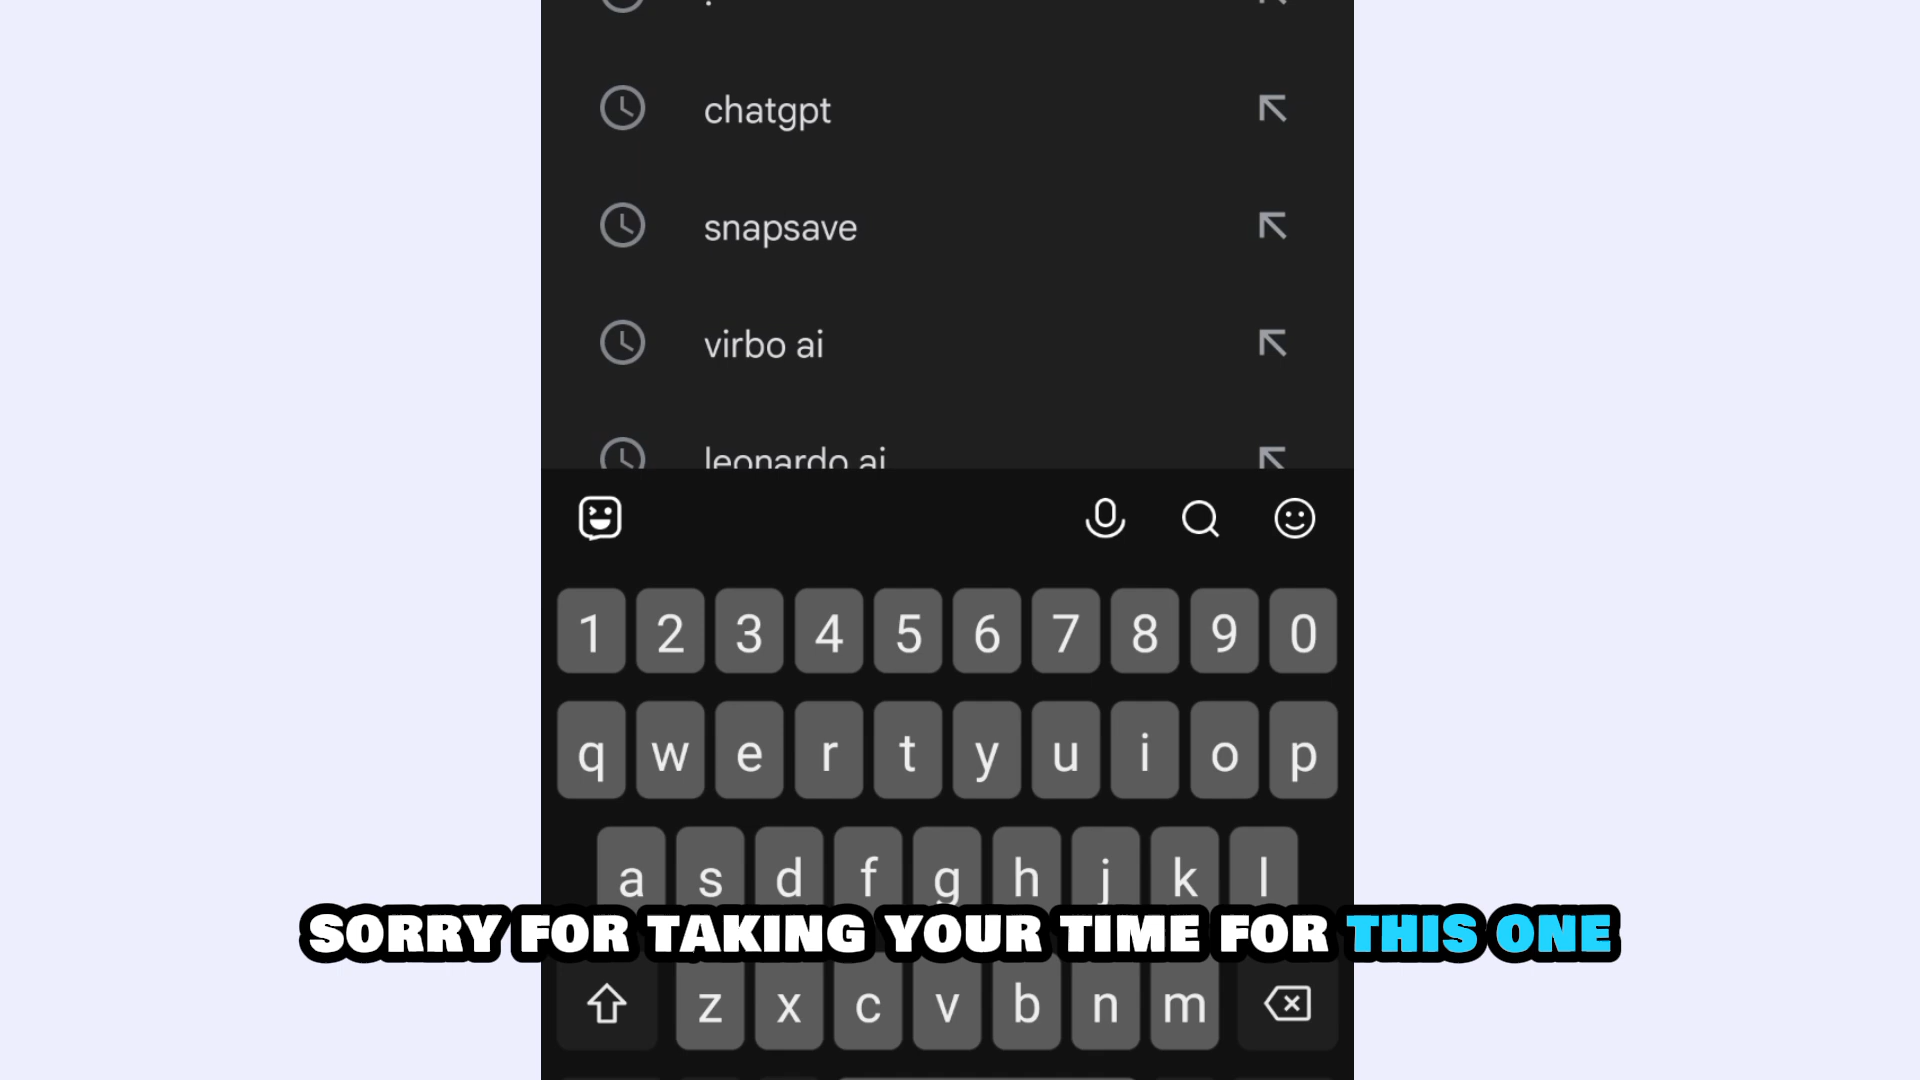 chatgpt
snapsave
virbo ai
leonardo ai
1 2 3 4 5 6 7 8 9 0
q w e r t y u i o p
a s d f g h j k l
SORRY FOR TAKING YOUR TIME FOR THIS ONE
z x c v b n m